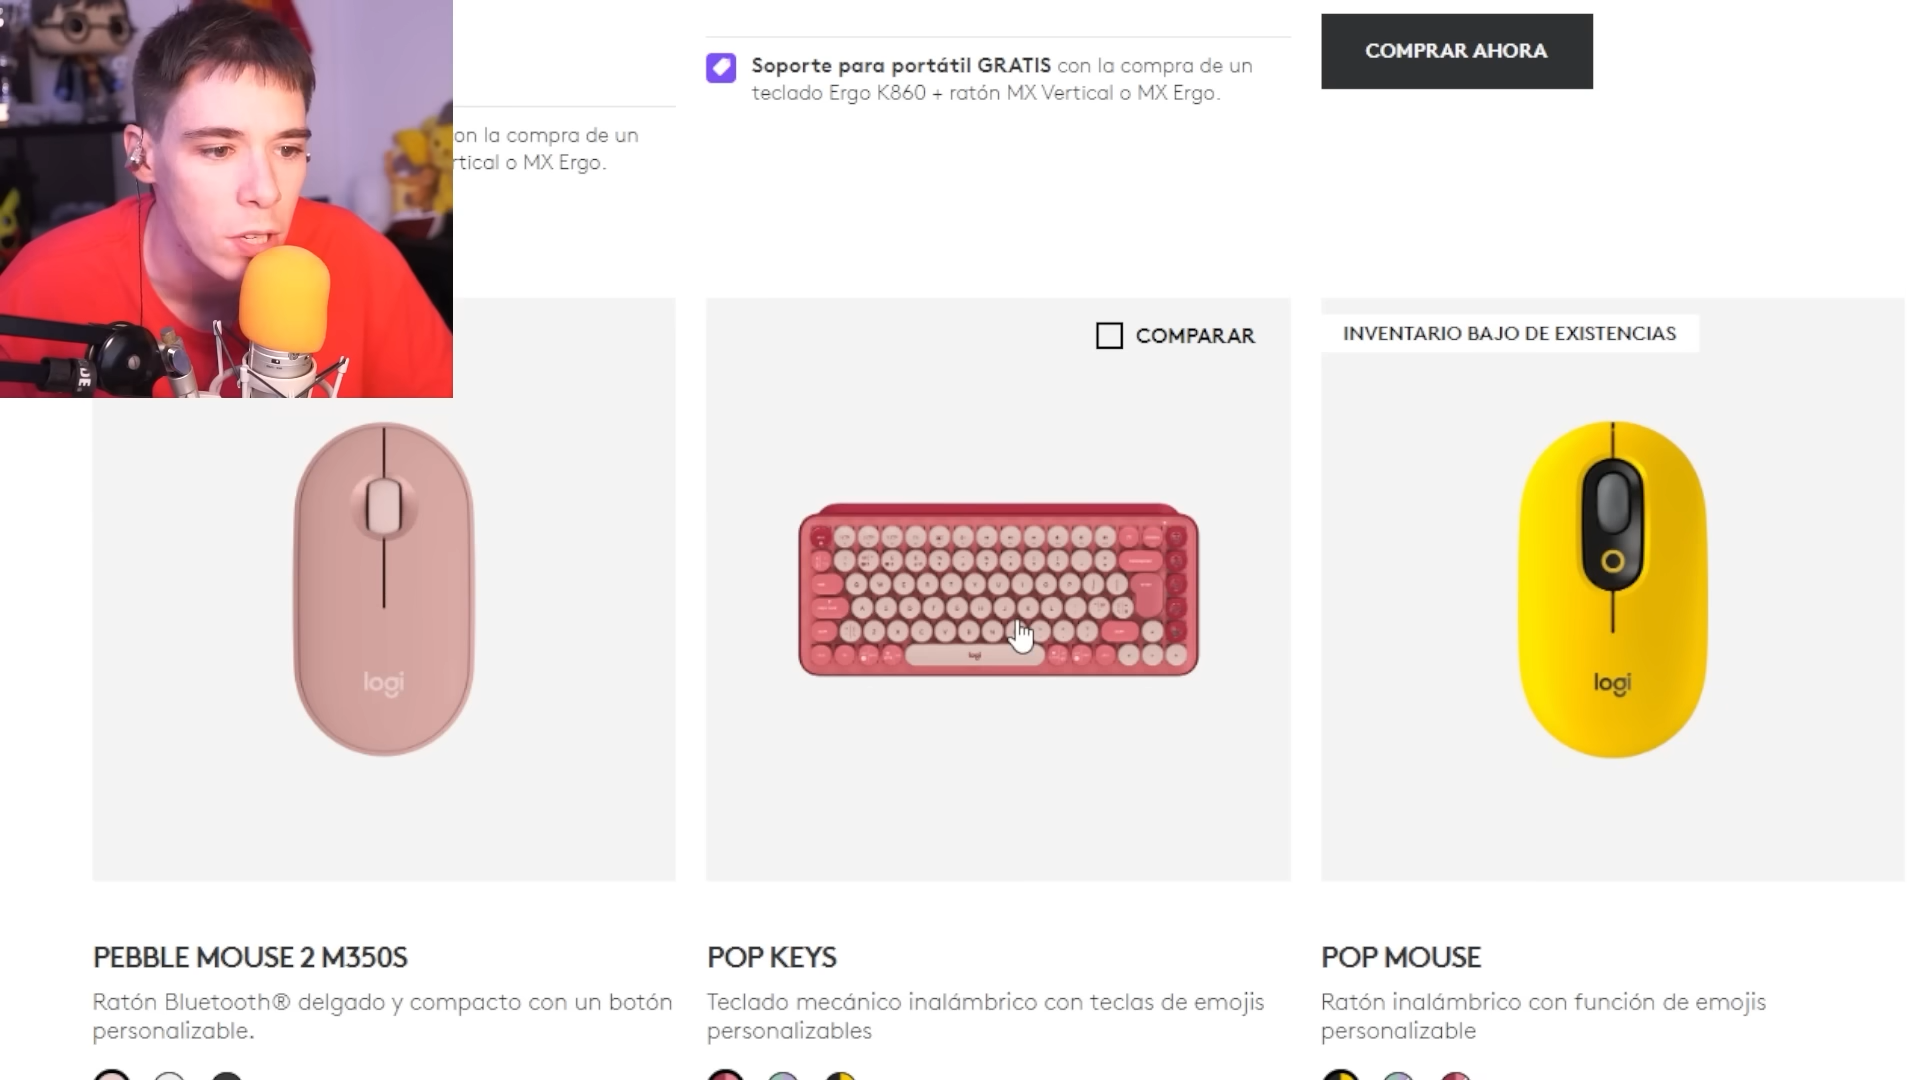 Soporte para portátil GRATIS con la compra de un
teclado Ergo K860 + ratón MX Vertical o MX Ergo.
COMPRAR AHORA
on la compra de un
rtical o MX Ergo.
COMPARAR
INVENTARIO BAJO DE EXISTENCIAS
logi
logi
logi
PEBBLE MOUSE 2 M350S
Ratón Bluetooth® delgado y compacto con un botón
personalizable.
POP KEYS
Teclado mecánico inalámbrico con teclas de emojis
personalizables
POP MOUSE
Ratón inalámbrico con función de emojis
personalizable